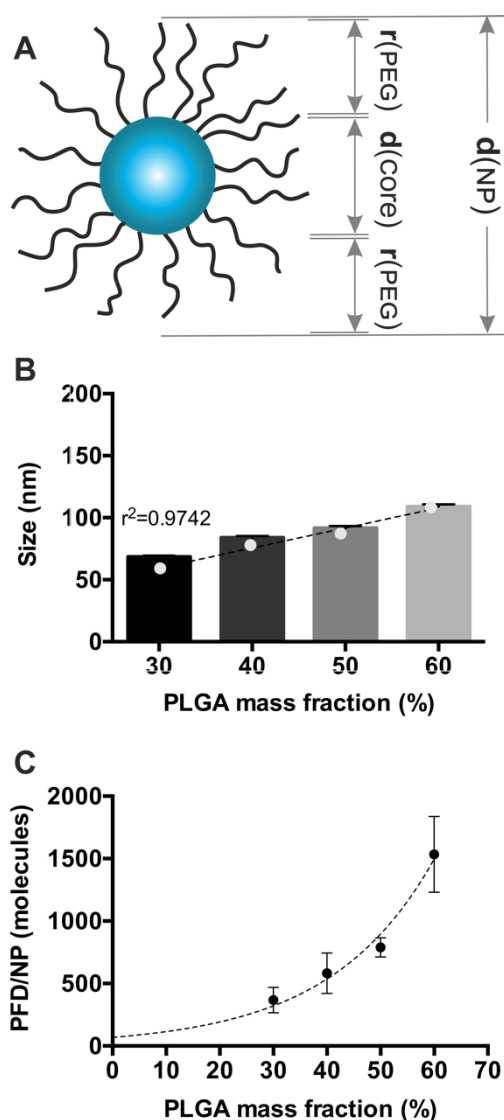 A
r(PEG)
d(Core)
r(PEG)
d(NP)
B
Size (nm)
200
150
100
50
0
r²=0.9742
30 40 50 60
PLGA mass fraction (%)
C
PFD/NP (molecules)
2000
1500
1000
500
0
0 10 20 30 40 50 60 70
PLGA mass fraction (%)